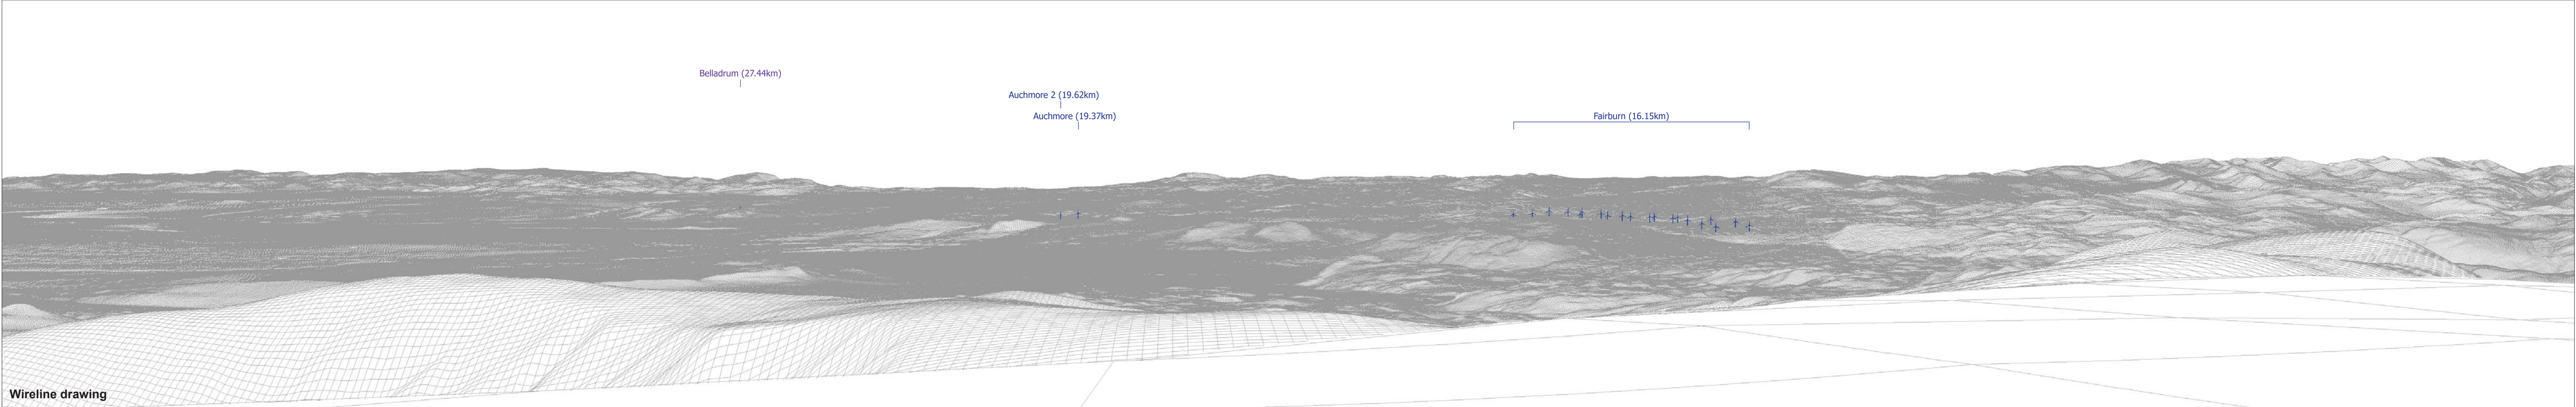 Belladrum (27.44km)
Auchmore 2 (19.62km)
Auchmore (19.37km)
Fairburn (16.15km)
Wireline drawing